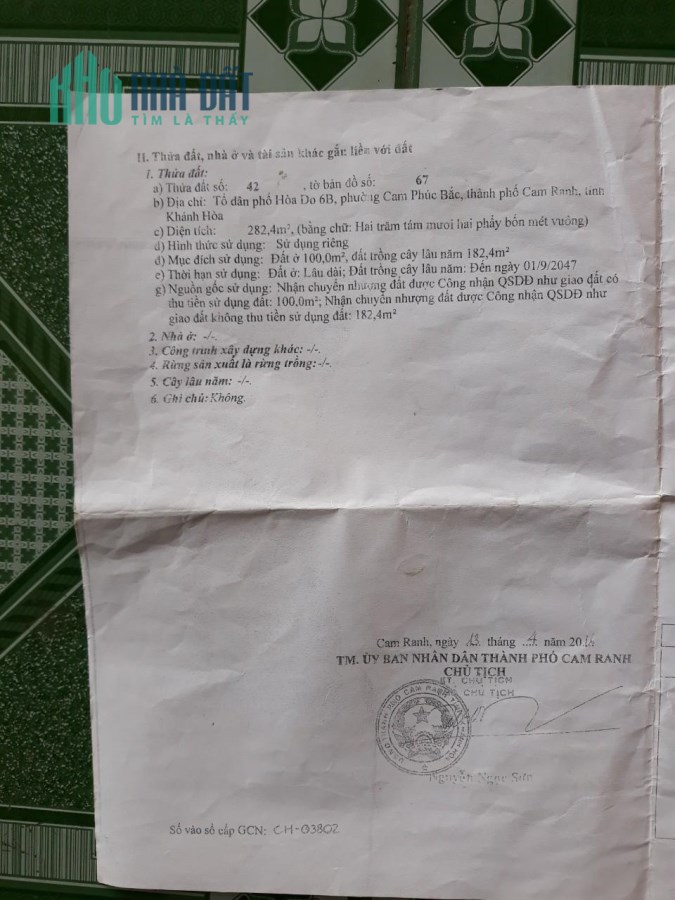 KHO NHÀ ĐẤT
TÌM LÀ THẤY
II. Thửa đất, nhà ở và tài sản khác gắn liền với đất
1. Thửa đất:
a) Thửa đất số: 42 , tờ bản đồ số: 67
b) Địa chỉ: Tổ dân phố Hòa Do 6B, phường Cam Phúc Bắc, thành phố Cam Ranh, tỉnh
Khánh Hòa
c) Diện tích: 282,4m², (bằng chữ: Hai trăm tám mươi hai phẩy bốn mét vuông)
d) Hình thức sử dụng: Sử dụng riêng
đ) Mục đích sử dụng: Đất ở 100,0m², đất trồng cây lâu năm 182,4m²
e) Thời hạn sử dụng: Đất ở: Lâu dài; Đất trồng cây lâu năm: Đến ngày 01/9/2047
g) Nguồn gốc sử dụng: Nhận chuyển nhượng đất được Công nhận QSDĐ như giao đất có
thu tiền sử dụng đất: 100,0m²; Nhận chuyển nhượng đất được Công nhận QSDĐ như
giao đất không thu tiền sử dụng đất: 182,4m²
2. Nhà ở: -/-.
3. Công trình xây dựng khác: -/-.
4. Rừng sản xuất là rừng trồng: -/-.
5. Cây lâu năm: -/-.
6. Ghi chú: Không.
Cam Ranh, ngày tháng năm
TM. ỦY BAN NHÂN DÂN THÀNH PHỐ CAM RANH
CHỦ TỊCH
KT. CHỦ TỊCH
CHỦ TỊCH
Nguyễn Ngọc Sơn
Số vào sổ cấp GCN: CH-03802